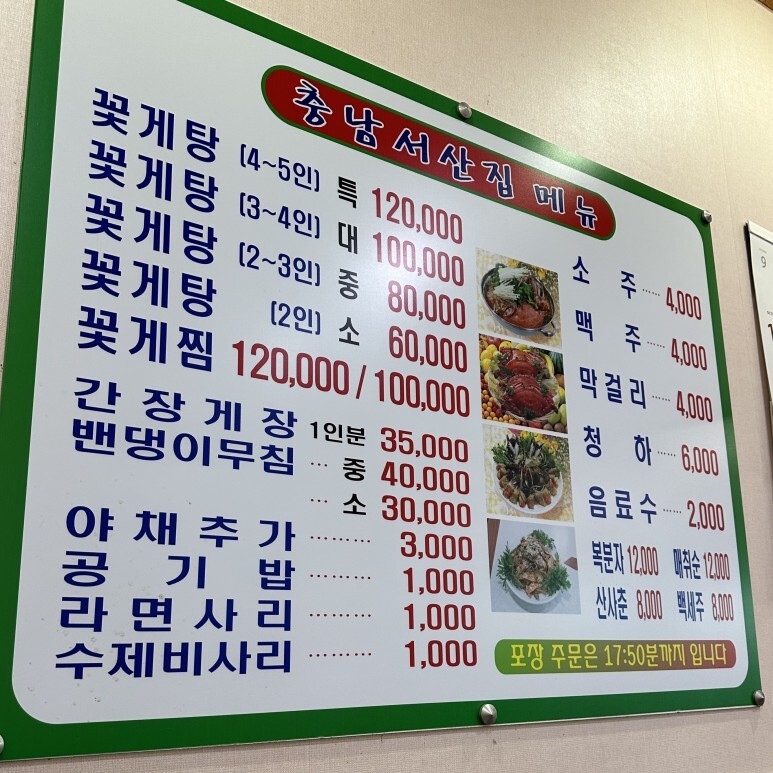 충남서산집 메뉴
꽃게탕 (4~5인) 특 120,000
꽃게탕 (3~4인) 대 100,000
꽃게탕 (2~3인) 중 80,000
꽃게탕 (2인) 소 60,000
꽃게찜 120,000 / 100,000
간장게장 1인분 35,000
밴댕이무침 ··· 중 40,000
··· 소 30,000
야채추가 ········· 3,000
공기밥 ········· 1,000
라면사리 ········· 1,000
수제비사리 ········· 1,000
소주 ······ 4,000
맥주 ······ 4,000
막걸리 ······ 4,000
청하 ······ 6,000
음료수 ······ 2,000
복분자 12,000 매취순 12,000
산사춘 8,000 백세주 8,000
포장 주문은 17:50분까지 입니다
9